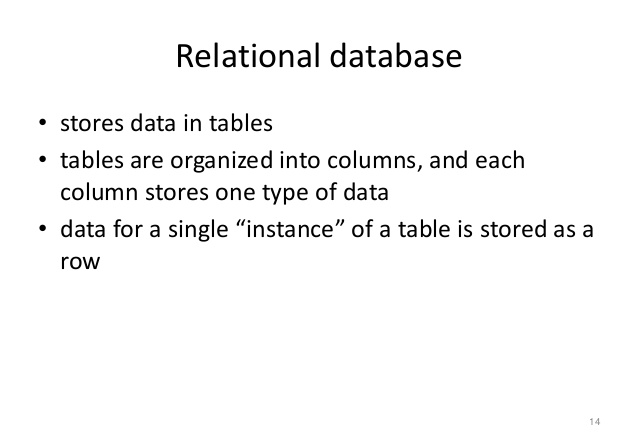 Relational database
• stores data in tables
• tables are organized into columns, and each
column stores one type of data
• data for a single “instance” of a table is stored as a
row
14